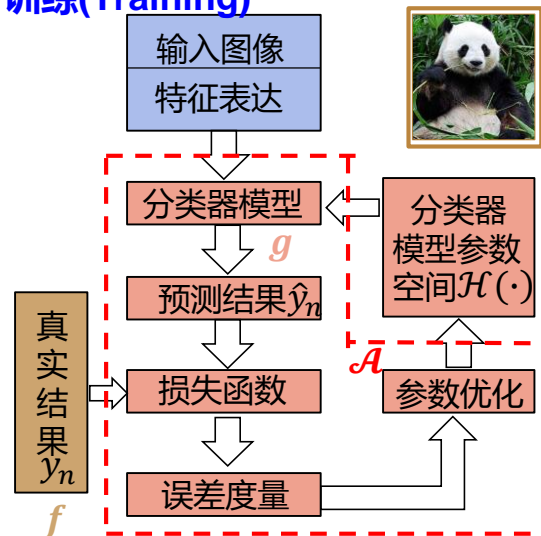 训练(Training)
输入图像
特征表达
分类器模型
g
分类器
模型参数
空间ℋ(·)
预测结果ŷₙ
真
实
结
果
yₙ
f
损失函数
𝒜
参数优化
误差度量